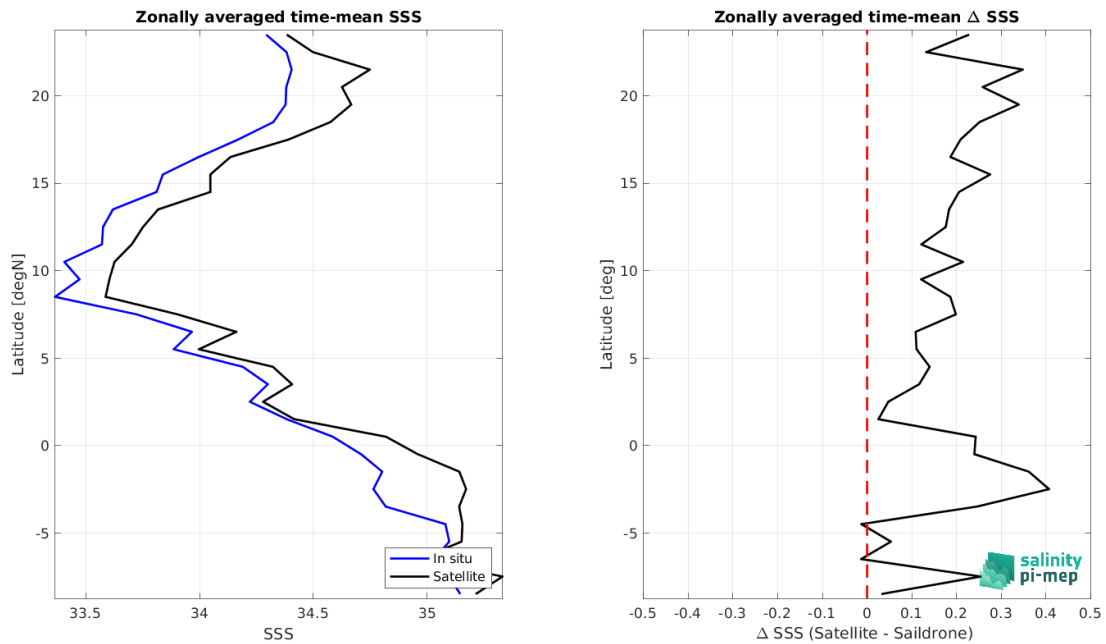 Zonally averaged time-mean SSS
20
15
10
5
0
-5
Latitude [degN]
33.5
34
34.5
35
SSS
In situ
Satellite
Zonally averaged time-mean Δ SSS
20
15
10
5
0
-5
Latitude [deg]
-0.5
-0.4
-0.3
-0.2
-0.1
0
0.1
0.2
0.3
0.4
0.5
Δ SSS (Satellite - Saildrone)
salinity
pi-mep